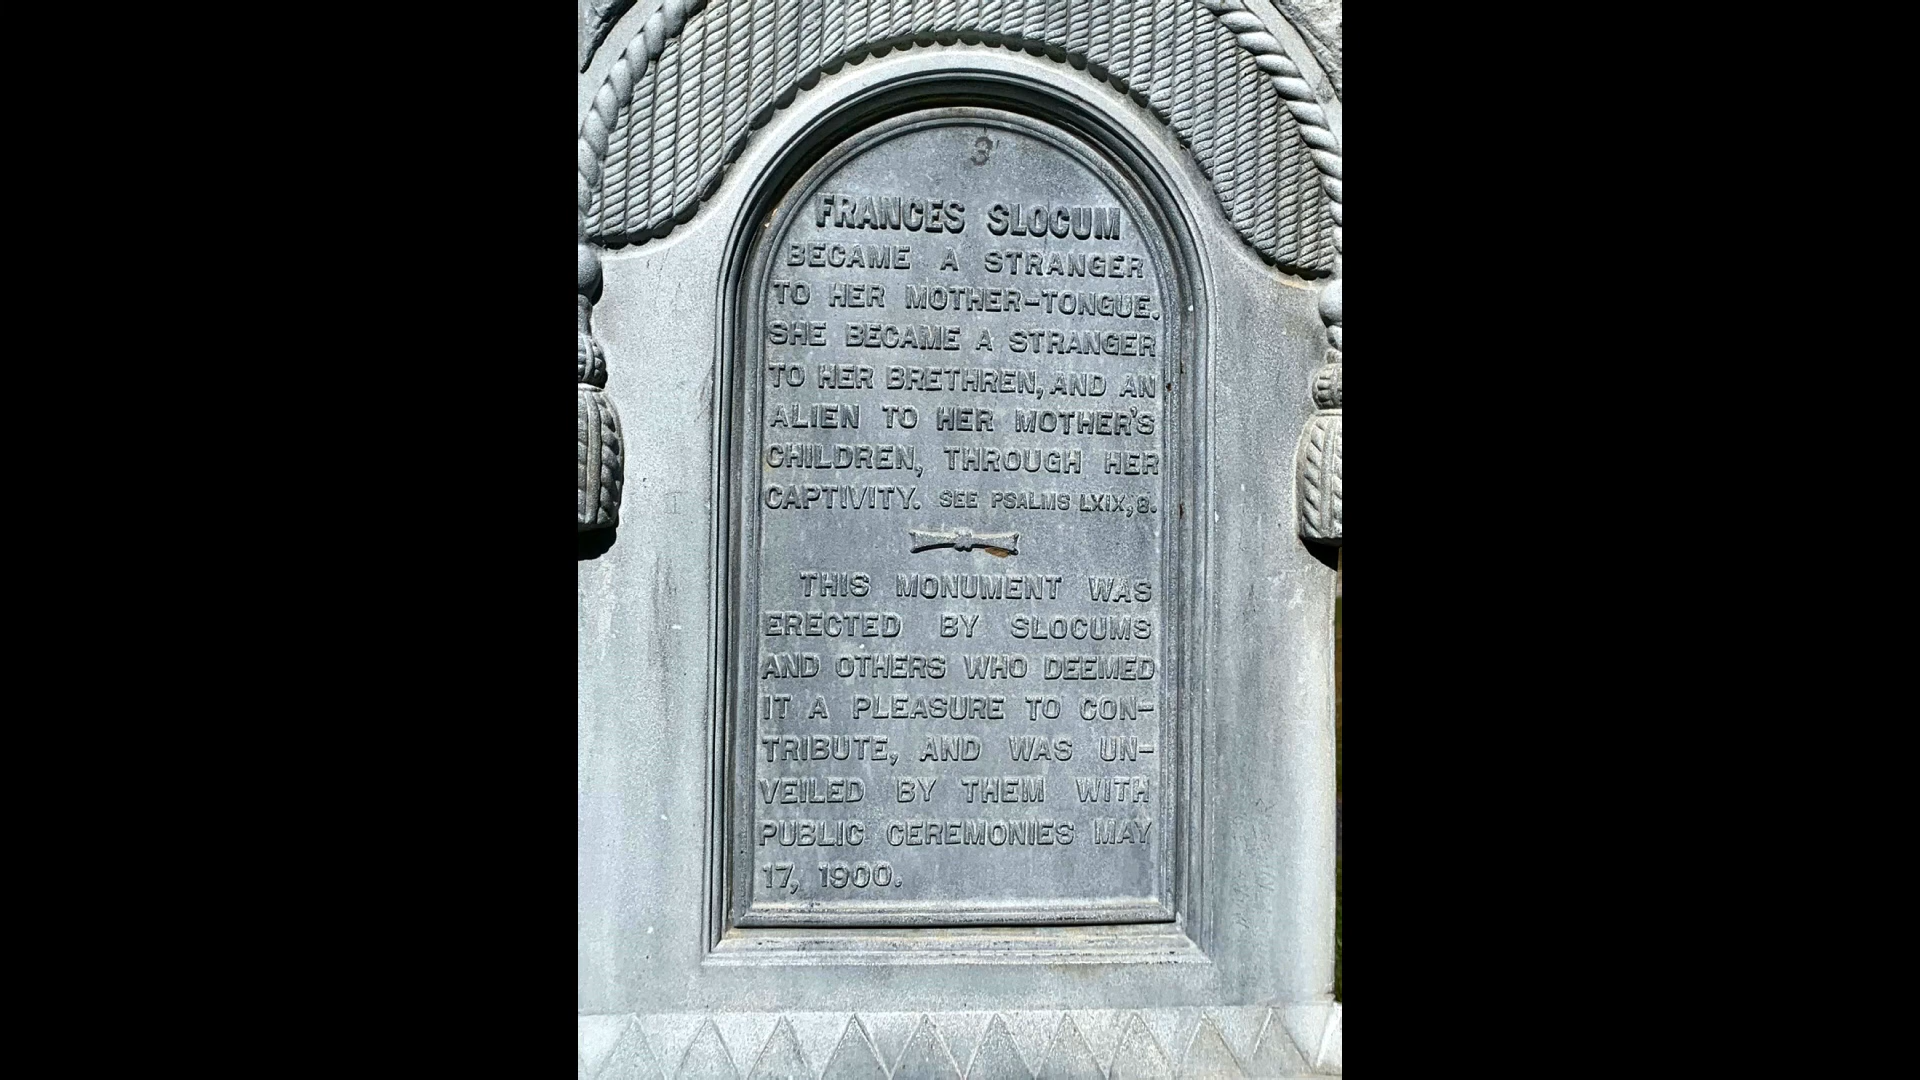 3
FRANCES SLOCUM
BECAME A STRANGER
TO HER MOTHER-TONGUE.
SHE BECAME A STRANGER
TO HER BRETHREN, AND AN
ALIEN TO HER MOTHER'S
CHILDREN, THROUGH HER
CAPTIVITY. SEE PSALMS LXIX, 8.
THIS MONUMENT WAS
ERECTED BY SLOCUMS
AND OTHERS WHO DEEMED
IT A PLEASURE TO CON-
TRIBUTE, AND WAS UN-
VEILED BY THEM WITH
PUBLIC CEREMONIES MAY
17, 1900.